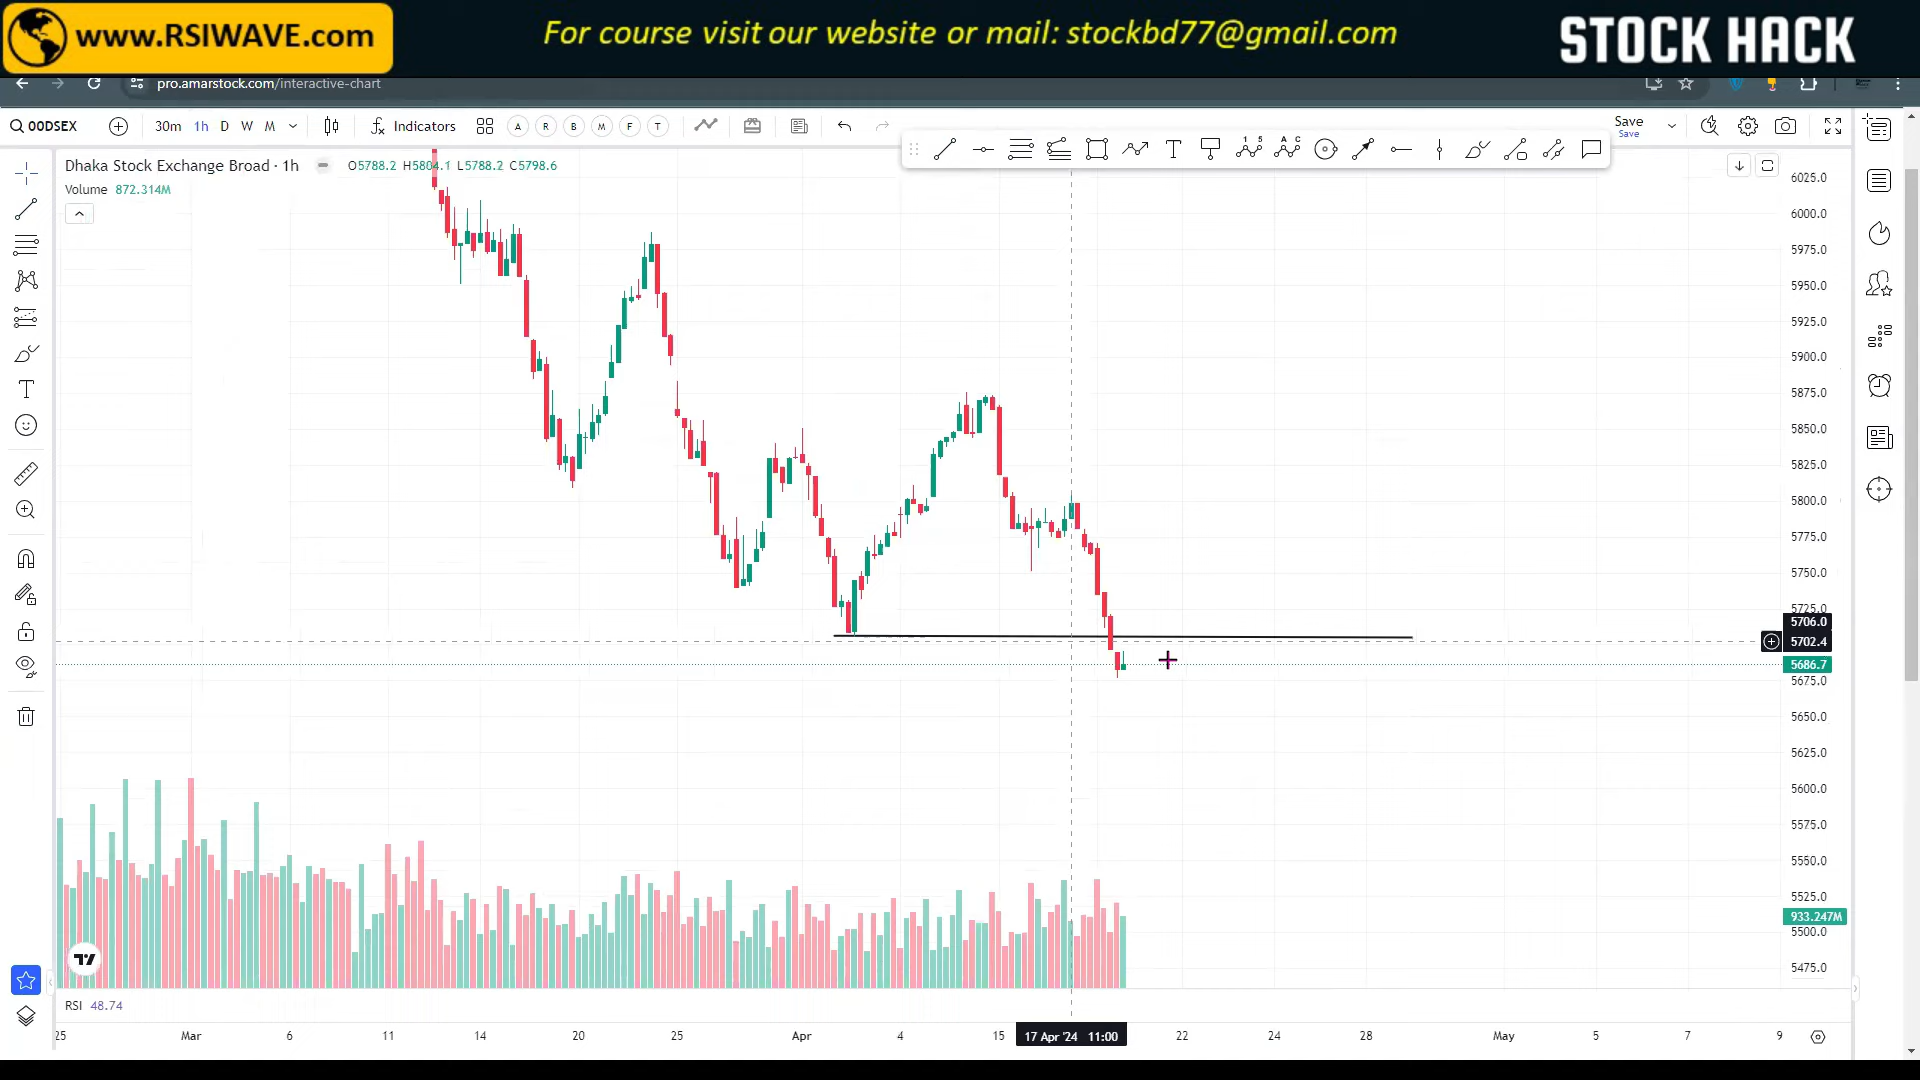 www.RSIWAVE.com
For course visit our website or mail: stockbd77@gmail.com
STOCK HACK
pro.amarstock.com/interactive-chart
00DSEX
30m 1h D W M
Indicators
A R B M F T
Save
Save
Dhaka Stock Exchange Broad · 1h
O5788.2 H5804.1 L5788.2 C5798.6
Volume 872.314M
6025.0
6000.0
5975.0
5950.0
5925.0
5900.0
5875.0
5850.0
5825.0
5800.0
5775.0
5750.0
5725.0
5706.0
5702.4
5686.7
5675.0
5650.0
5625.0
5600.0
5575.0
5550.0
5525.0
933.247M
5500.0
5475.0
RSI 48.74
25 Mar 6 11 14 20 25 Apr 4 15 17 Apr '24 11:00 22 24 28 May 5 7 9